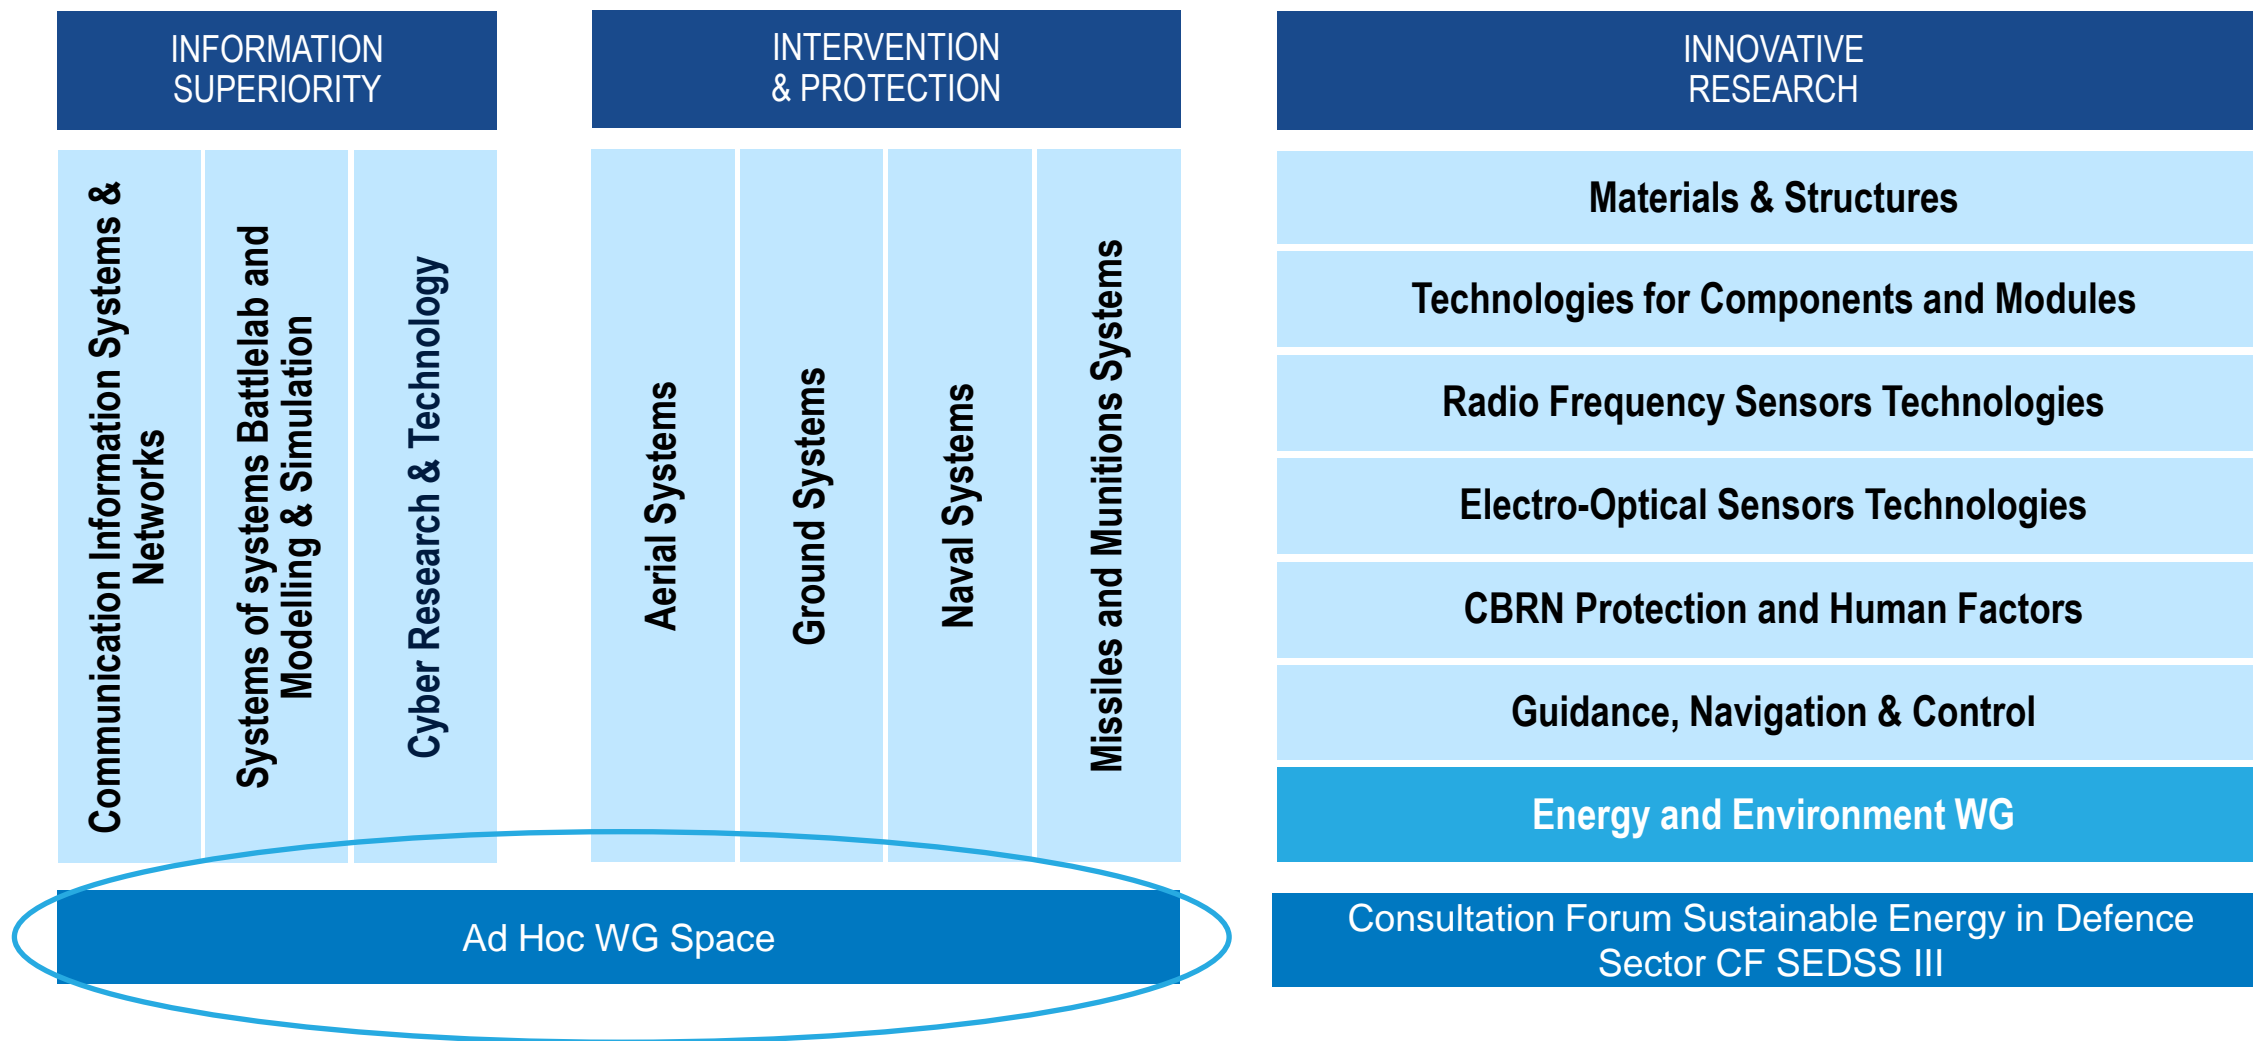 INFORMATION
SUPERIORITY
Communication Information Systems &
Networks
Systems of systems Battlelab and
Modelling & Simulation
Cyber Research & Technology
INTERVENTION
& PROTECTION
Aerial Systems
Ground Systems
Naval Systems
Missiles and Munitions Systems
Ad Hoc WG Space
INNOVATIVE
RESEARCH
Materials & Structures
Technologies for Components and Modules
Radio Frequency Sensors Technologies
Electro-Optical Sensors Technologies
CBRN Protection and Human Factors
Guidance, Navigation & Control
Energy and Environment WG
Consultation Forum Sustainable Energy in Defence
Sector CF SEDSS III